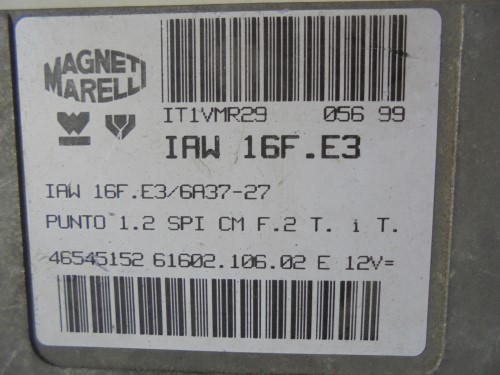 MAGNETI
MARELLI
IT1VMR29 056 99
IAW 16F.E3
IAW 16F.E3/6A37-27
PUNTO 1.2 SPI CM F.2 T. i T.
46545152 61602.106.02 E 12V=